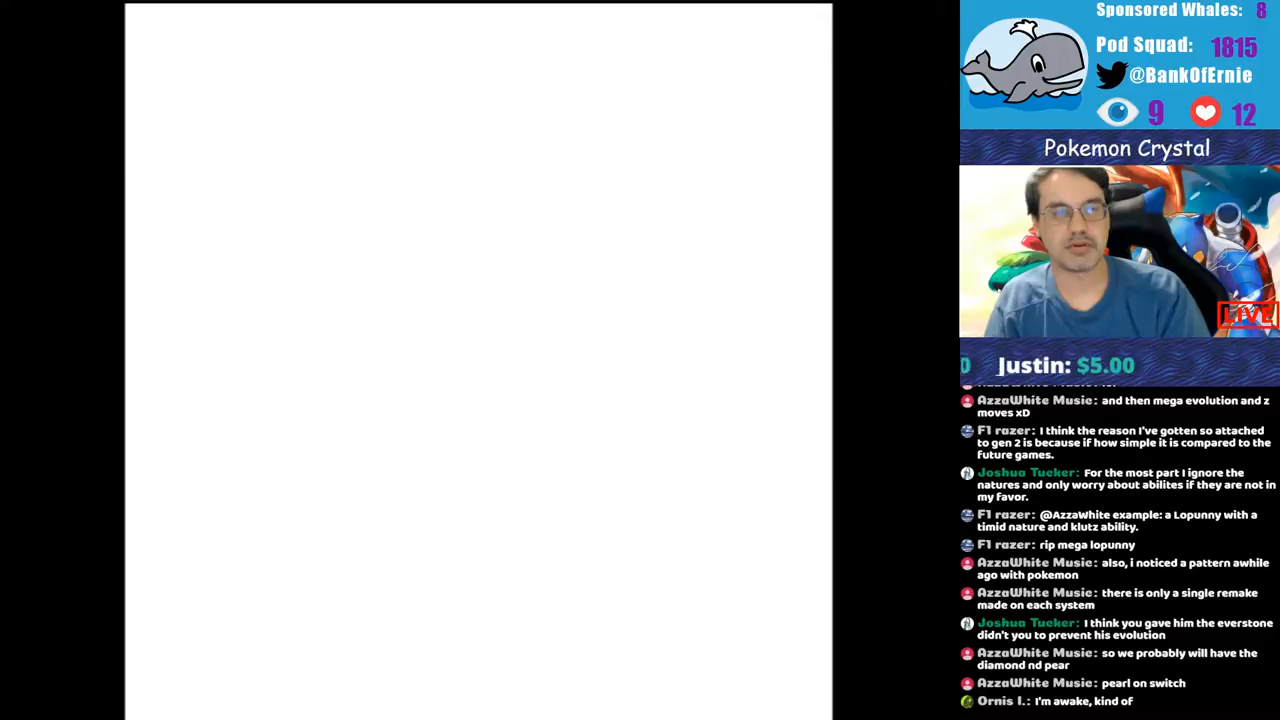 Sponsored Whales: 8
Pod Squad: 1815
@BankOfErnie
9 12
Pokemon Crystal
LIVE
0 Justin: $5.00
AzzaWhite Music: and then mega evolution and z
moves xD
F1 razer: I think the reason I've gotten so attached
to gen 2 is because if how simple it is compared to the
future games.
Joshua Tucker: For the most part I ignore the
natures and only worry about abilites if they are not in
my favor.
F1 razer: @AzzaWhite example: a Lopunny with a
timid nature and klutz ability.
F1 razer: rip mega lopunny
AzzaWhite Music: also, i noticed a pattern awhile
ago with pokemon
AzzaWhite Music: there is only a single remake
made on each system
Joshua Tucker: I think you gave him the everstone
didn't you to prevent his evolution
AzzaWhite Music: so we probably will have the
diamond nd pear
AzzaWhite Music: pearl on switch
Ornis I.: I'm awake, kind of